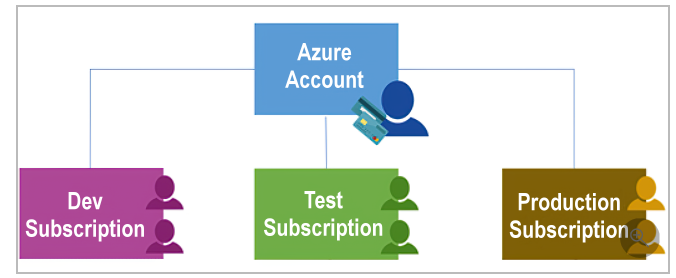 Azure
Account
Dev
Subscription
Test
Subscription
Production
Subscription